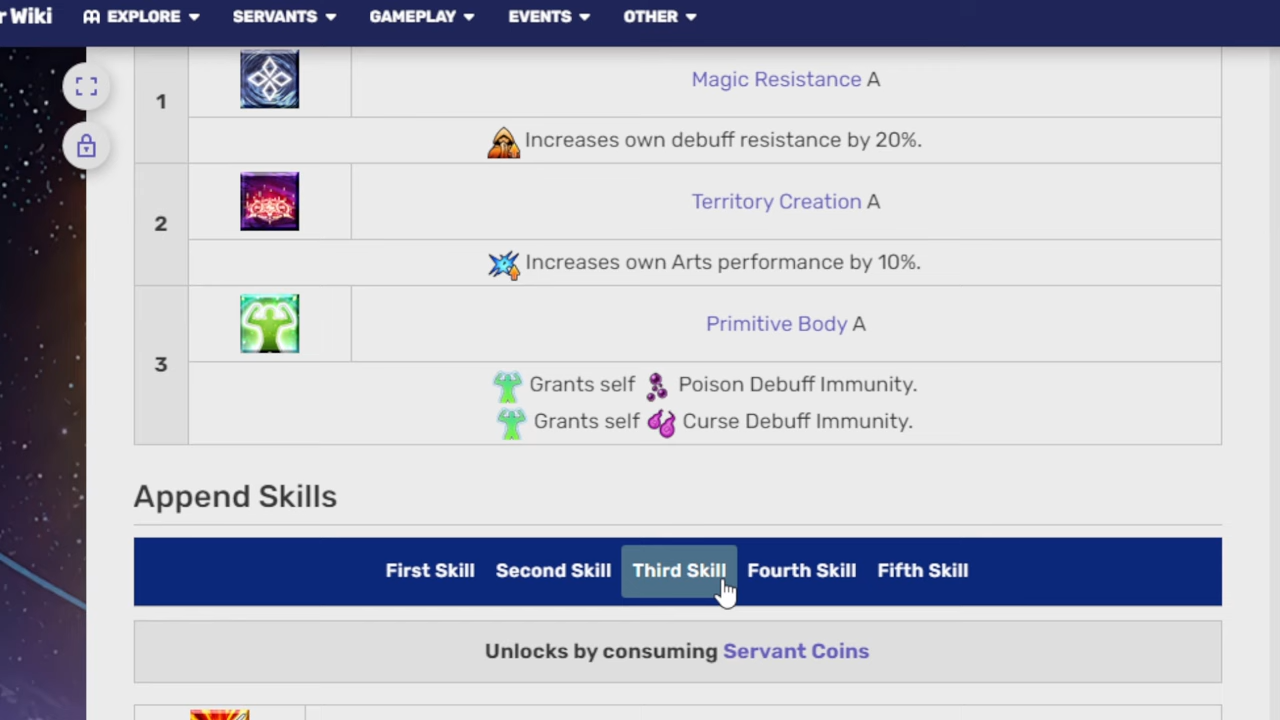 r Wiki EXPLORE SERVANTS GAMEPLAY EVENTS OTHER
1 Magic Resistance A
Increases own debuff resistance by 20%.
2 Territory Creation A
Increases own Arts performance by 10%.
3 Primitive Body A
Grants self Poison Debuff Immunity.
Grants self Curse Debuff Immunity.
Append Skills
First Skill Second Skill Third Skill Fourth Skill Fifth Skill
Unlocks by consuming Servant Coins